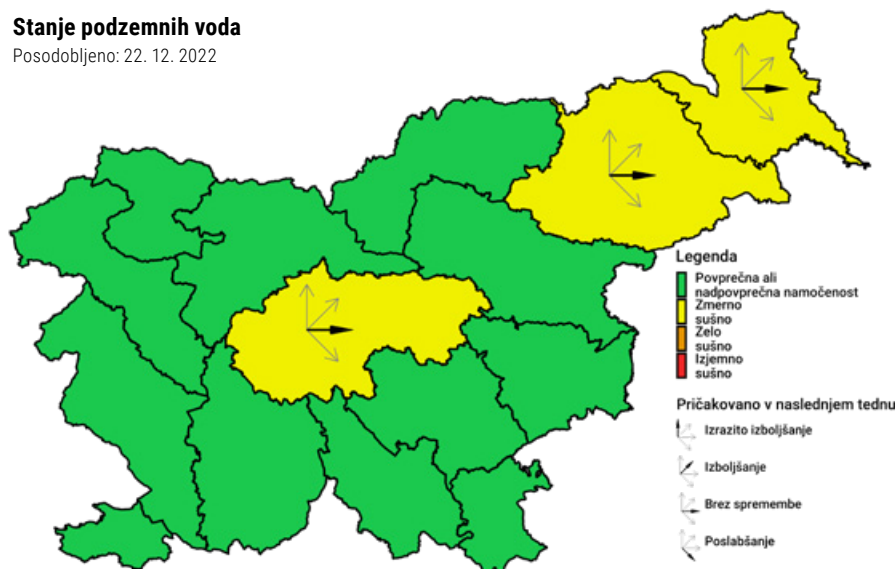 Stanje podzemnih voda
Posodobljeno: 22. 12. 2022
Legenda
Povprečna ali
nadpovprečna namočenost
Zmerno
sušno
Zelo
sušno
Izjemno
sušno
Pričakovano v naslednjem tednu
Izrazito izboljšanje
Izboljšanje
Brez spremembe
Poslabšanje